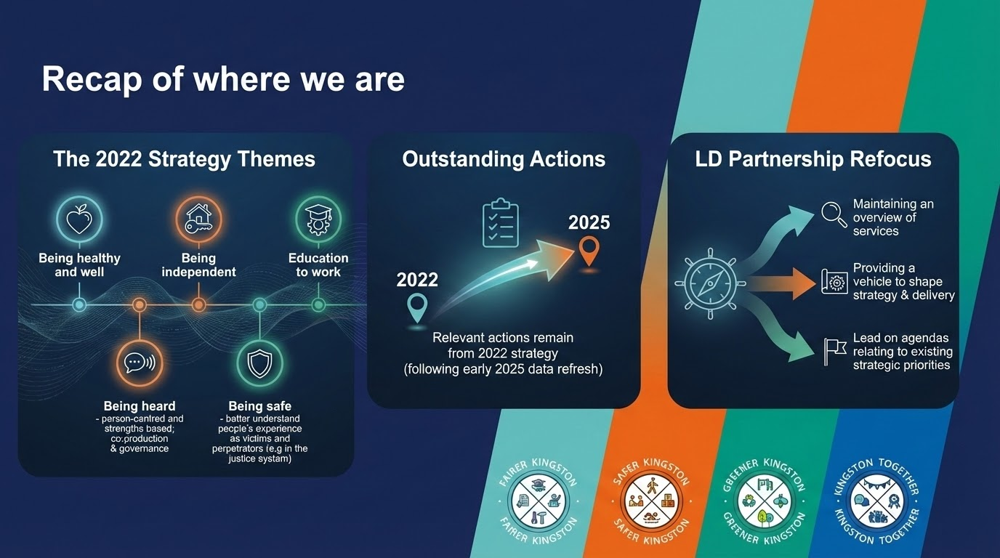 Recap of where we are
The 2022 Strategy Themes
Being healthy
and well
Being
independent
Education
to work
Being heard
- person-cantred and
strengths based;
co:production
& governance
Being safe
- batter understand
people's experience
as victims and
perpetrators (e.g in the
justice systam)
Outstanding Actions
2022
2025
Relevant actions remain
from 2022 strategy
(following early 2025 data refresh)
LD Partnership Refocus
Maintaining an
overview of
services
Providing a
vehicle to shape
strategy & delivery
Lead on agendas
relating to existing
strategic priorities
FAIRER KINGSTON
FAIRER KINGSTON
SAFER KINGSTON
SAFER KINGSTON
GREENER KINGSTON
GREENER KINGSTON
KINGSTON TOGETHER
KINGSTON TOGETHER